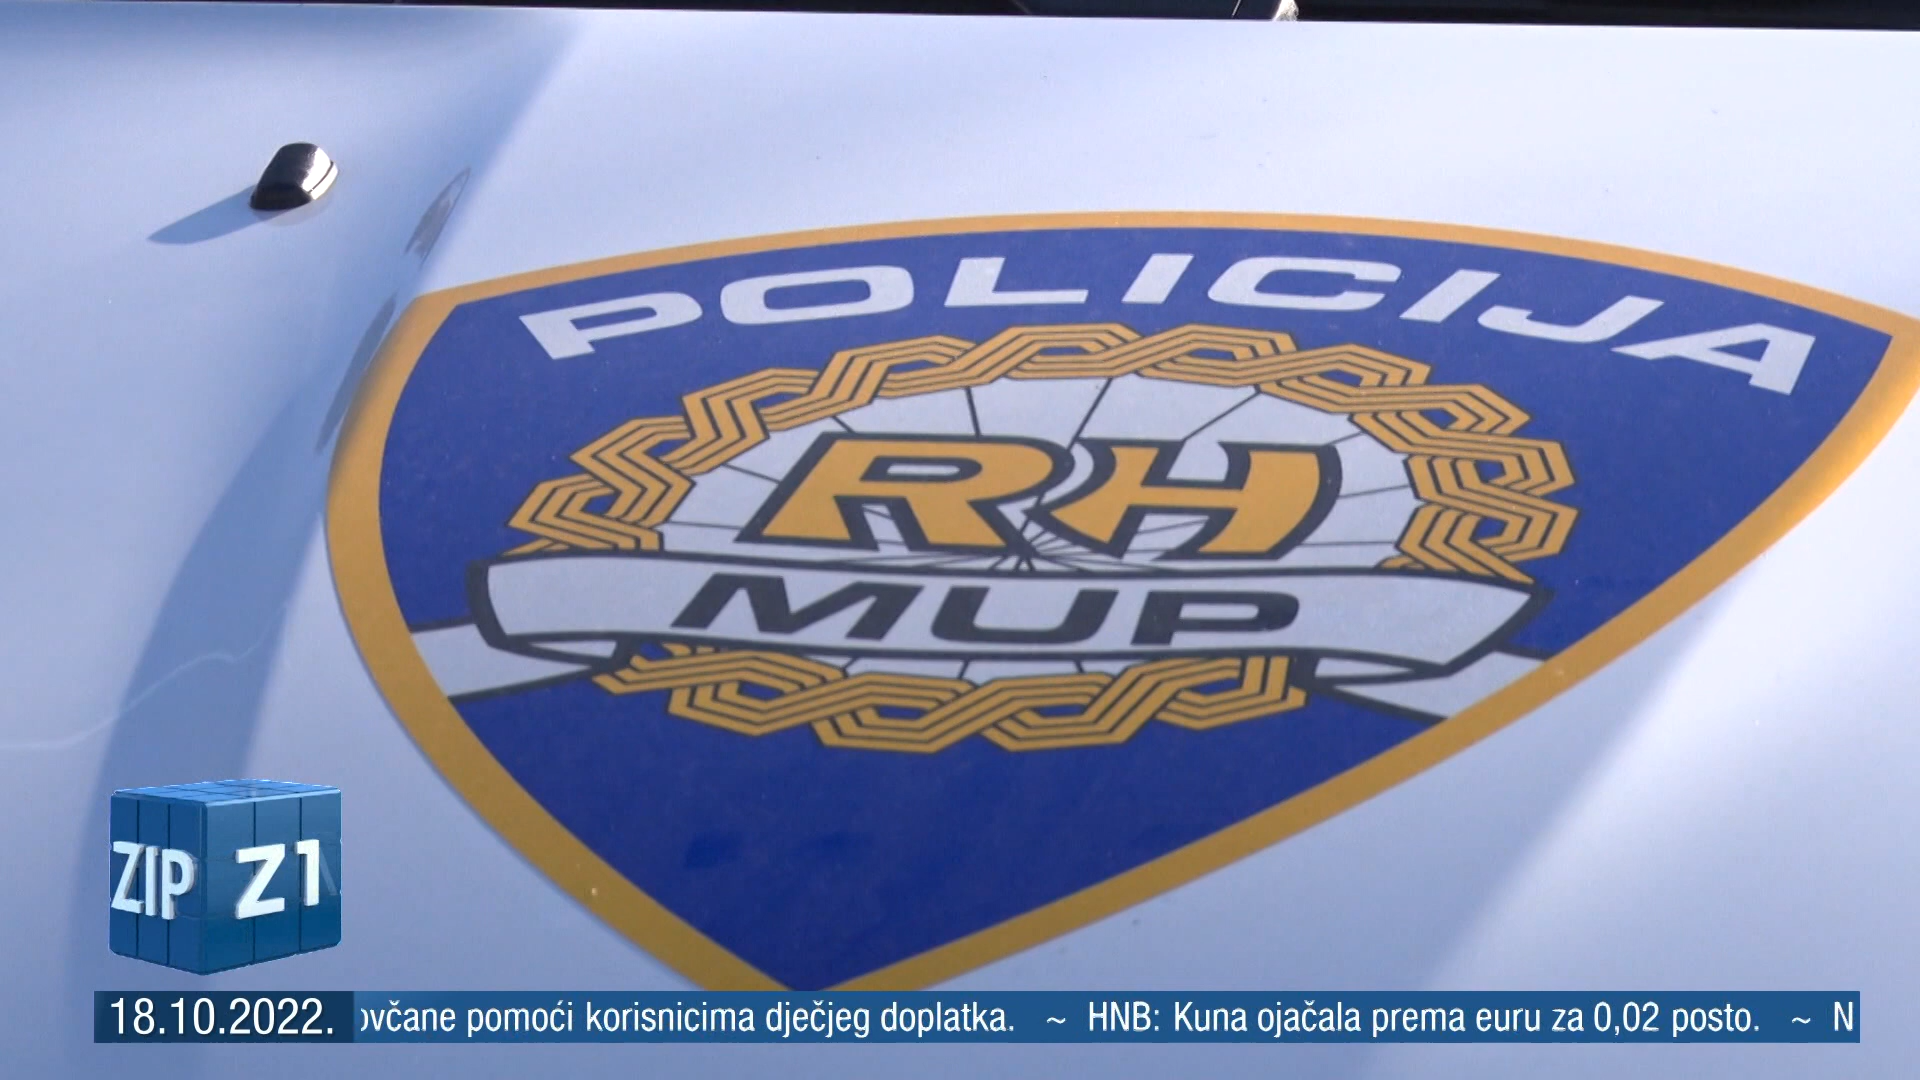 POLICIJA
RH
MUP
ZIP Z1
18.10.2022.
pomoći korisnicima dječjeg doplatka. ~ HNB: Kuna ojačala prema euru za 0,02 posto. ~ N